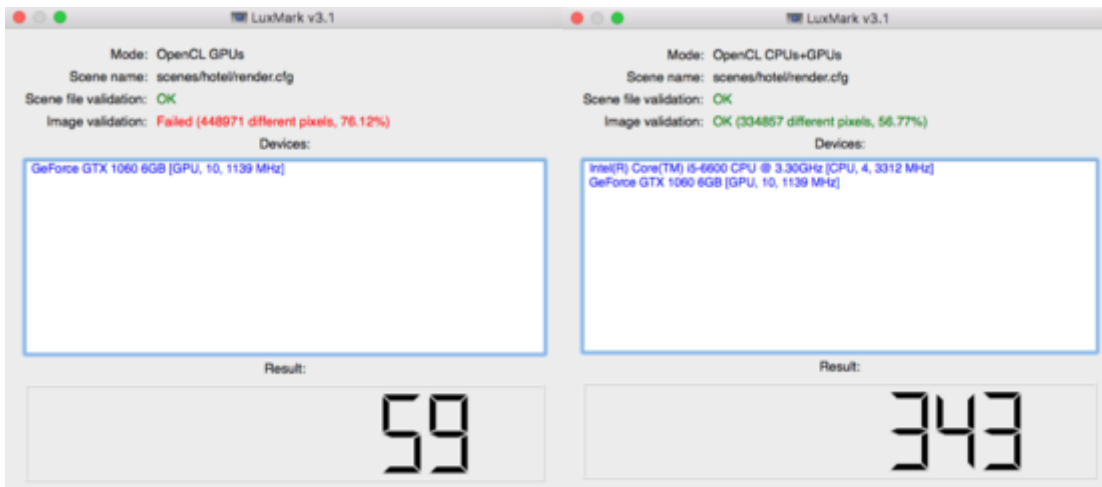 LuxMark v3.1
Mode: OpenCL GPUs
Scene name: scenes/hotel/render.cfg
Scene file validation: OK
Image validation: Failed (448971 different pixels, 76.12%)
Devices:
GeForce GTX 1060 6GB [GPU, 10, 1139 MHz]
Result:
59
LuxMark v3.1
Mode: OpenCL CPUs+GPUs
Scene name: scenes/hotel/render.cfg
Scene file validation: OK
Image validation: OK (334857 different pixels, 56.77%)
Devices:
Intel(R) Core(TM) i5-6600 CPU @ 3.30GHz [CPU, 4, 3312 MHz]
GeForce GTX 1060 6GB [GPU, 10, 1139 MHz]
Result:
343